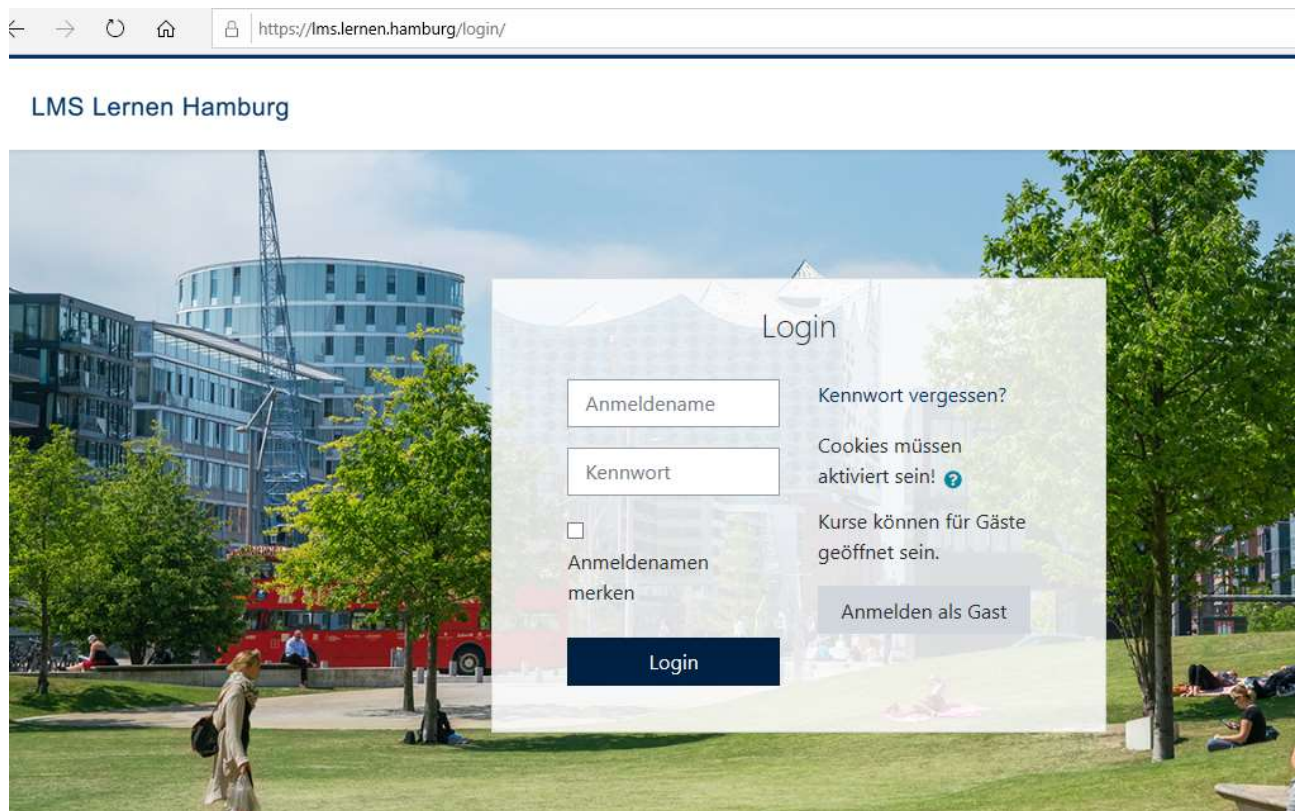 https://lms.lernen.hamburg/login/
LMS Lernen Hamburg
Login
Anmeldename
Kennwort
Anmeldenamen
merken
Login
Kennwort vergessen?
Cookies müssen
aktiviert sein! ?
Kurse können für Gäste
geöffnet sein.
Anmelden als Gast